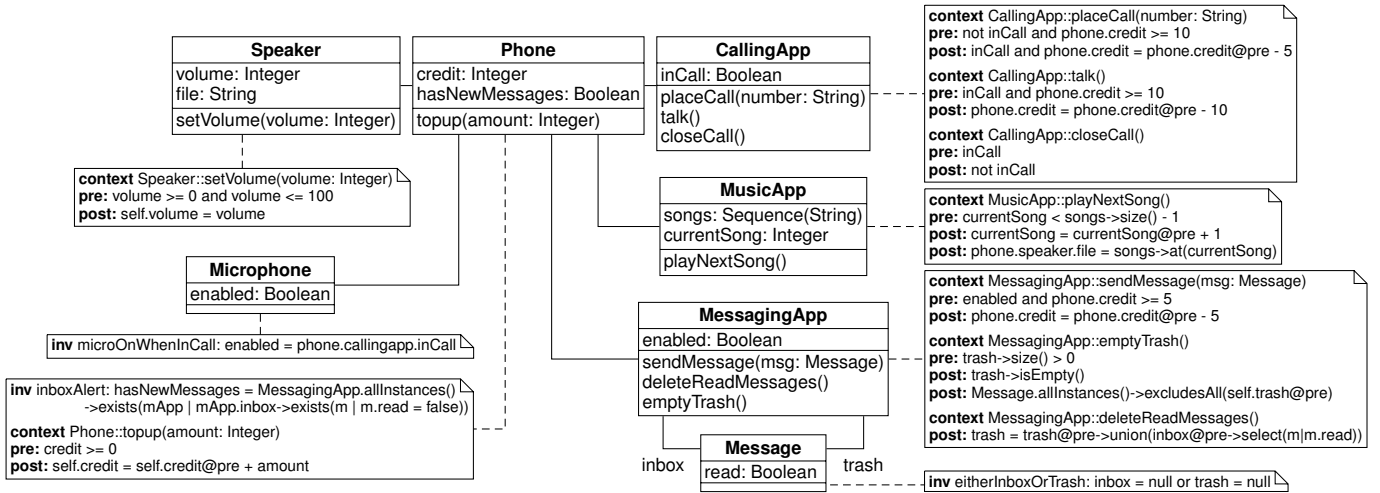 Speaker
volume: Integer
file: String
setVolume(volume: Integer)
Phone
credit: Integer
hasNewMessages: Boolean
topup(amount: Integer)
CallingApp
inCall: Boolean
placeCall(number: String)
talk()
closeCall()
context CallingApp::placeCall(number: String)
pre: not inCall and phone.credit >= 10
post: inCall and phone.credit = phone.credit@pre - 5
context CallingApp::talk()
pre: inCall and phone.credit >= 10
post: phone.credit = phone.credit@pre - 10
context CallingApp::closeCall()
pre: inCall
post: not inCall
context Speaker::setVolume(volume: Integer)
pre: volume >= 0 and volume <= 100
post: self.volume = volume
MusicApp
songs: Sequence(String)
currentSong: Integer
playNextSong()
context MusicApp::playNextSong()
pre: currentSong < songs->size() - 1
post: currentSong = currentSong@pre + 1
post: phone.speaker.file = songs->at(currentSong)
Microphone
enabled: Boolean
inv microOnWhenInCall: enabled = phone.callingapp.inCall
MessagingApp
enabled: Boolean
sendMessage(msg: Message)
deleteReadMessages()
emptyTrash()
context MessagingApp::sendMessage(msg: Message)
pre: enabled and phone.credit >= 5
post: phone.credit = phone.credit@pre - 5
context MessagingApp::emptyTrash()
pre: trash->size() > 0
post: trash->isEmpty()
post: Message.allInstances()->excludesAll(self.trash@pre)
context MessagingApp::deleteReadMessages()
post: trash = trash@pre->union(inbox@pre->select(m|m.read))
inv inboxAlert: hasNewMessages = MessagingApp.allInstances()
->exists(mApp | mApp.inbox->exists(m | m.read = false))
context Phone::topup(amount: Integer)
pre: credit >= 0
post: self.credit = self.credit@pre + amount
inbox
Message
read: Boolean
trash
inv eitherInboxOrTrash: inbox = null or trash = null